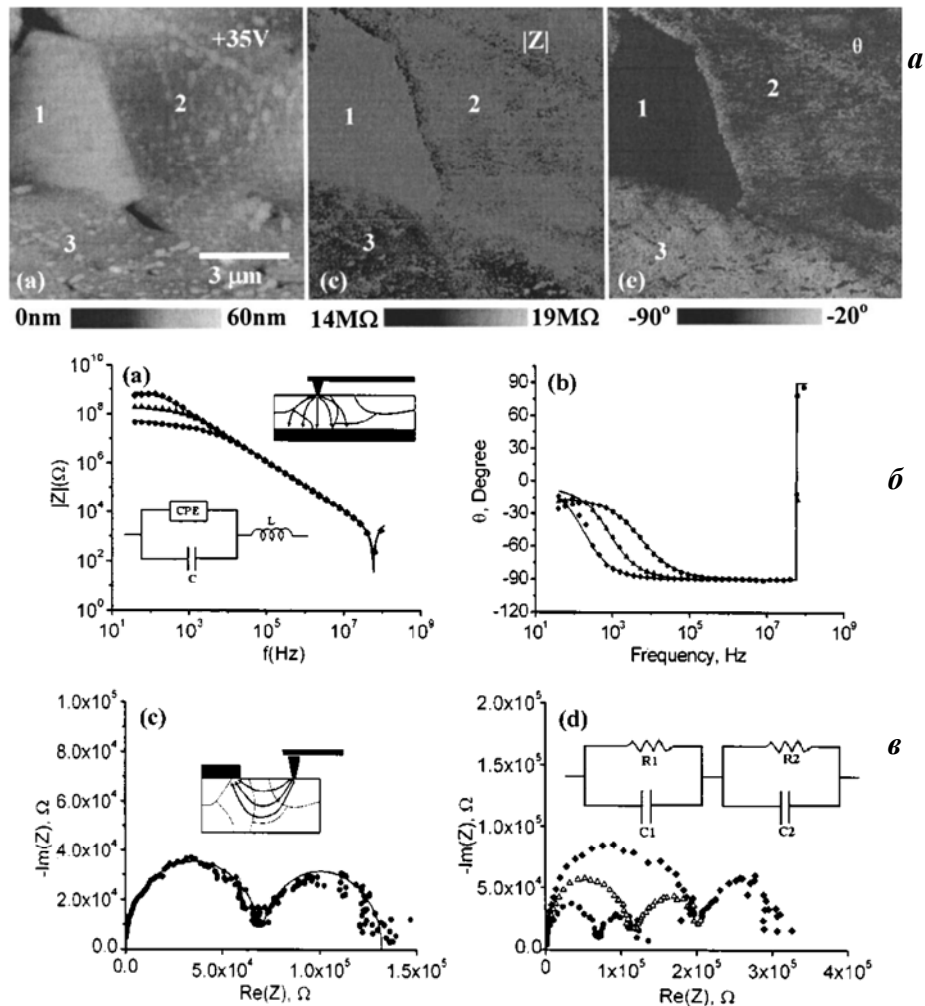 +35V
1
2
3
(a)
3 μm
|Z|
1
2
3
(c)
θ
1
2
3
(c)
а
0nm
60nm
14MΩ
19MΩ
-90°
-20°
(a)
|Z|(Ω)
10¹⁰
10⁸
10⁶
10⁴
10²
10⁰
CPE
C
L
10¹ 10³ 10⁵ 10⁷ 10⁹
f(Hz)
(b)
θ, Degree
90
60
30
0
-30
-60
-90
-120
10¹ 10³ 10⁵ 10⁷ 10⁹
Frequency, Hz
б
(c)
-Im(Z), Ω
1.0x10⁵
8.0x10⁴
6.0x10⁴
4.0x10⁴
2.0x10⁴
0.0
0.0 5.0x10⁴ 1.0x10⁵ 1.5x10⁵
Re(Z), Ω
(d)
-Im(Z), Ω
2.0x10⁵
1.5x10⁵
1.0x10⁵
5.0x10⁴
0.0
R1
C1
R2
C2
0 1x10⁵ 2x10⁵ 3x10⁵ 4x10⁵
Re(Z), Ω
в